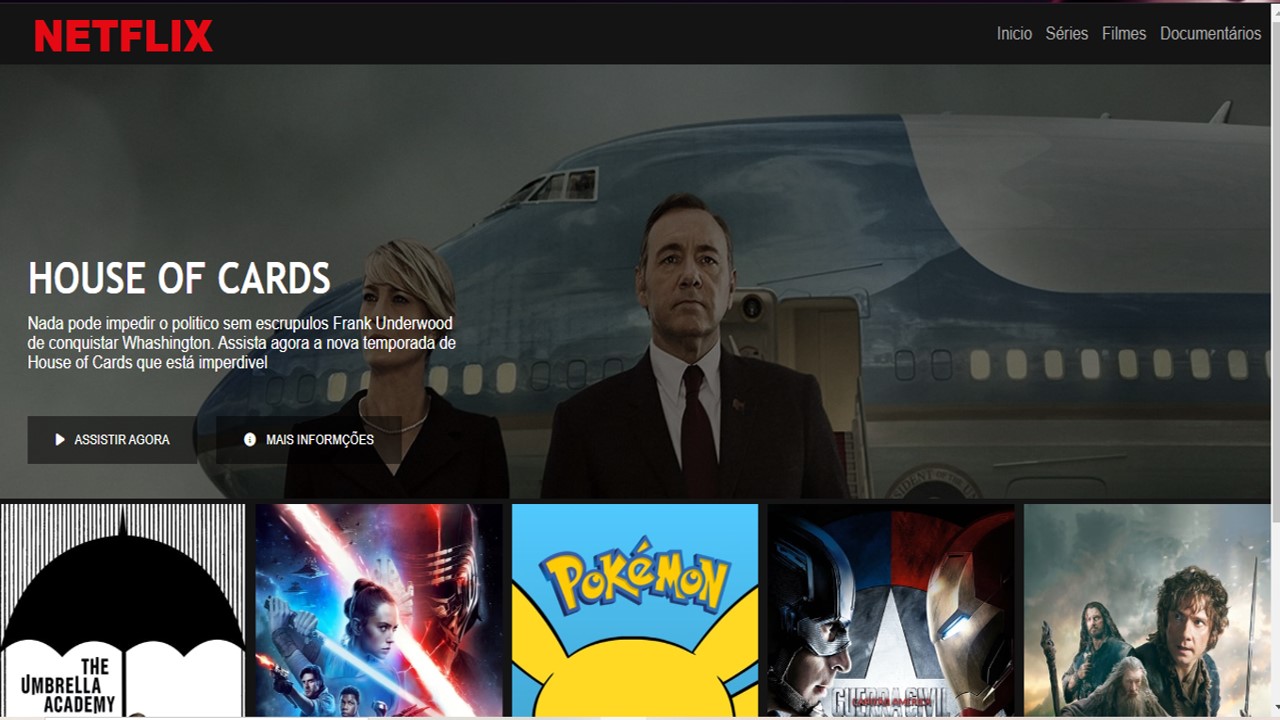 NETFLIX
Inicio Séries Filmes Documentários
HOUSE OF CARDS
Nada pode impedir o politico sem escrupulos Frank Underwood
de conquistar Whashington. Assista agora a nova temporada de
House of Cards que está imperdivel
ASSISTIR AGORA
MAIS INFORMÇÕES
THE
UMBRELLA
ACADEMY
POKéMON
GUERRA CIVIL
CAPITÃO AMÉRICA